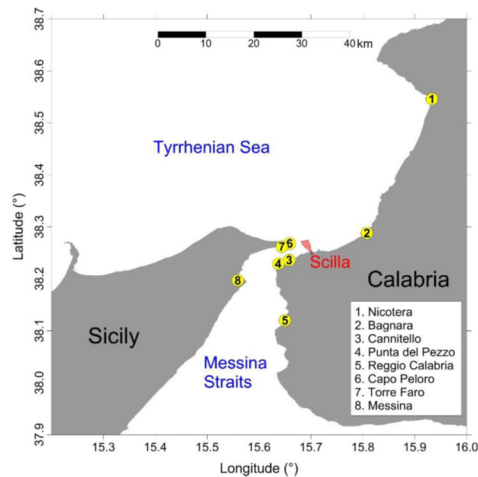 38.7
38.6
38.5
38.4
38.3
38.2
38.1
38.0
37.9
Latitude (°)
0 10 20 30 40 km
Tyrrhenian Sea
1
2
6
7
3
4
8
5
Scilla
Calabria
Sicily
Messina
Straits
1. Nicotera
2. Bagnara
3. Cannitello
4. Punta del Pezzo
5. Reggio Calabria
6. Capo Peloro
7. Torre Faro
8. Messina
15.3 15.4 15.5 15.6 15.7 15.8 15.9 16.0
Longitude (°)